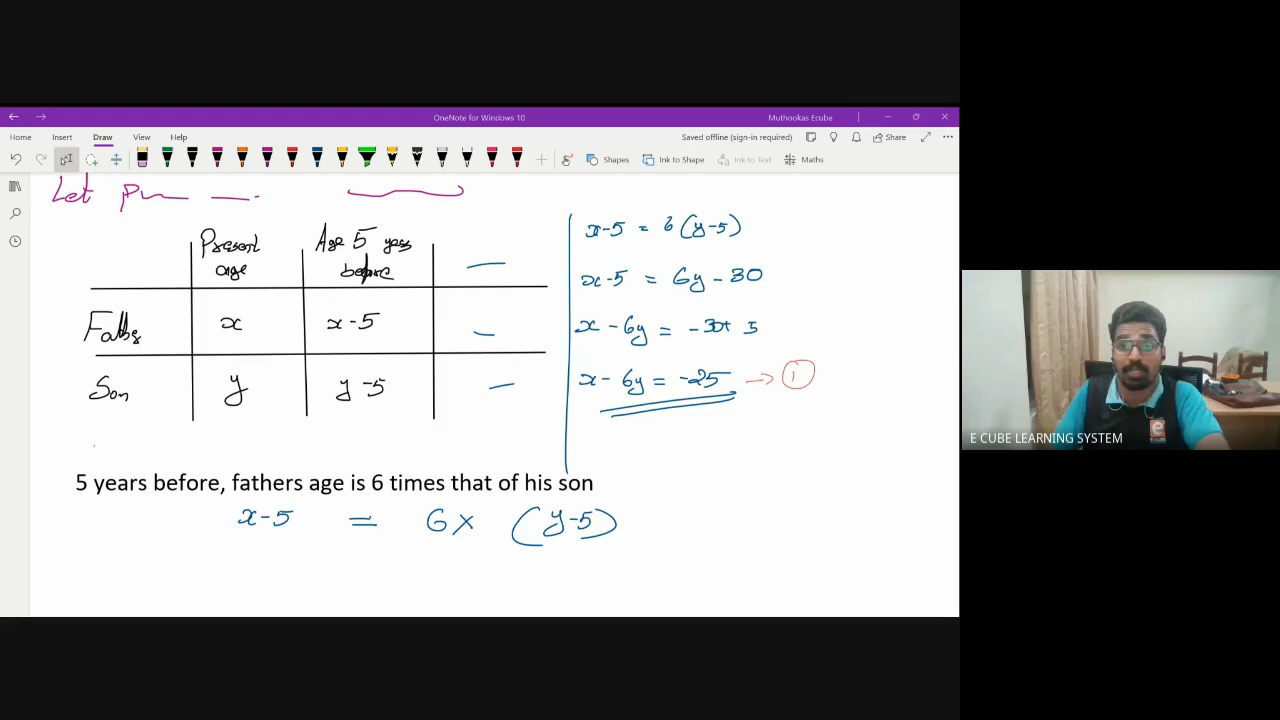 OneNote for Windows 10
Muthookas Ecube
Home Insert Draw View Help
Saved offline (sign-in required) Share
Shapes Ink to Shape Ink to Text Maths
Let
Present age
Age 5 years before
Father x x-5
Son y y-5
x-5 = 6(y-5)
x-5 = 6y-30
x-6y = -30+5
x-6y = -25 → 1
5 years before, fathers age is 6 times that of his son
x-5 = 6x (y-5)
E CUBE LEARNING SYSTEM
E CUBE